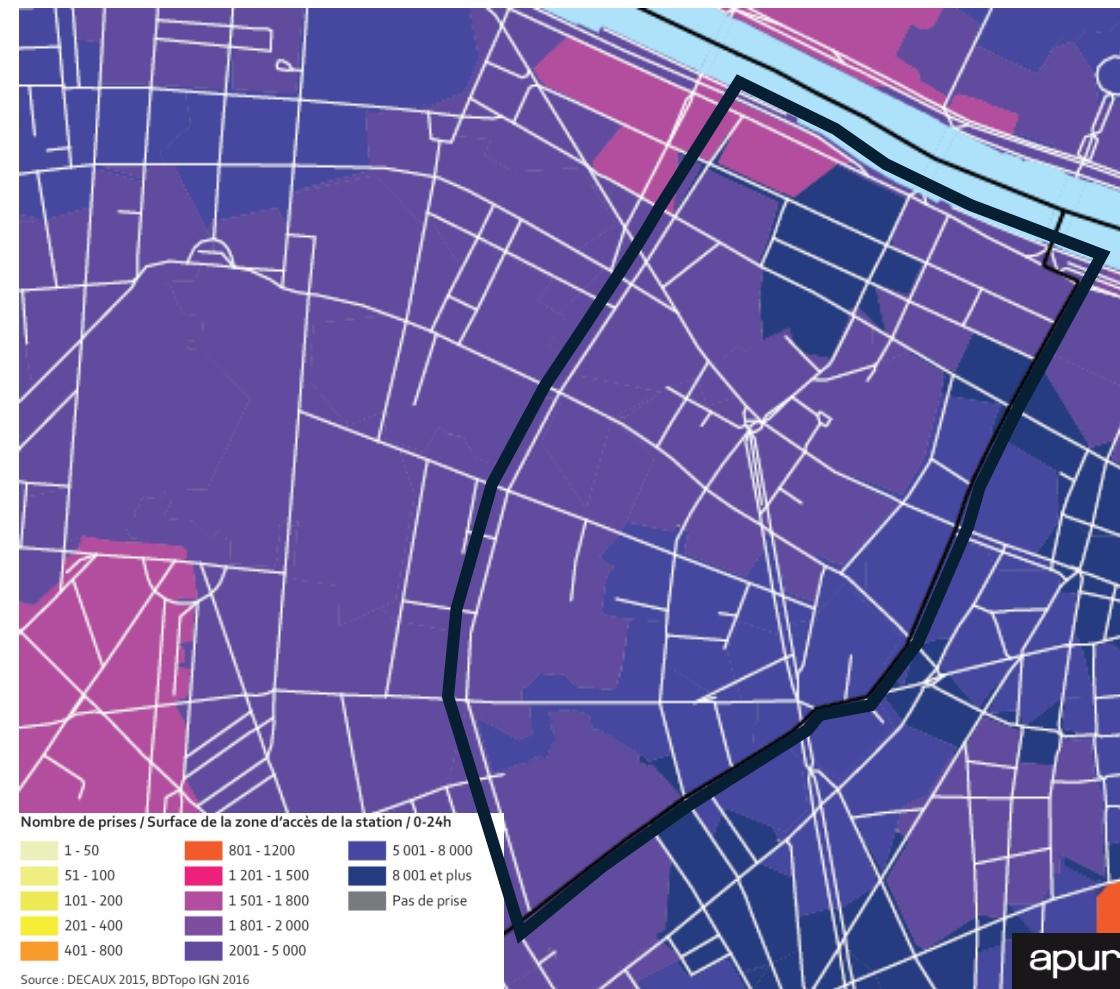 Nombre de prises / Surface de la zone d'accès de la station / 0-24h
1 - 50
51 - 100
101 - 200
201 - 400
401 - 800
801 - 1200
1 201 - 1 500
1 501 - 1 800
1 801 - 2 000
2001 - 5 000
5 001 - 8 000
8 001 et plus
Pas de prise
Source : DECAUX 2015, BDTopo IGN 2016
apur